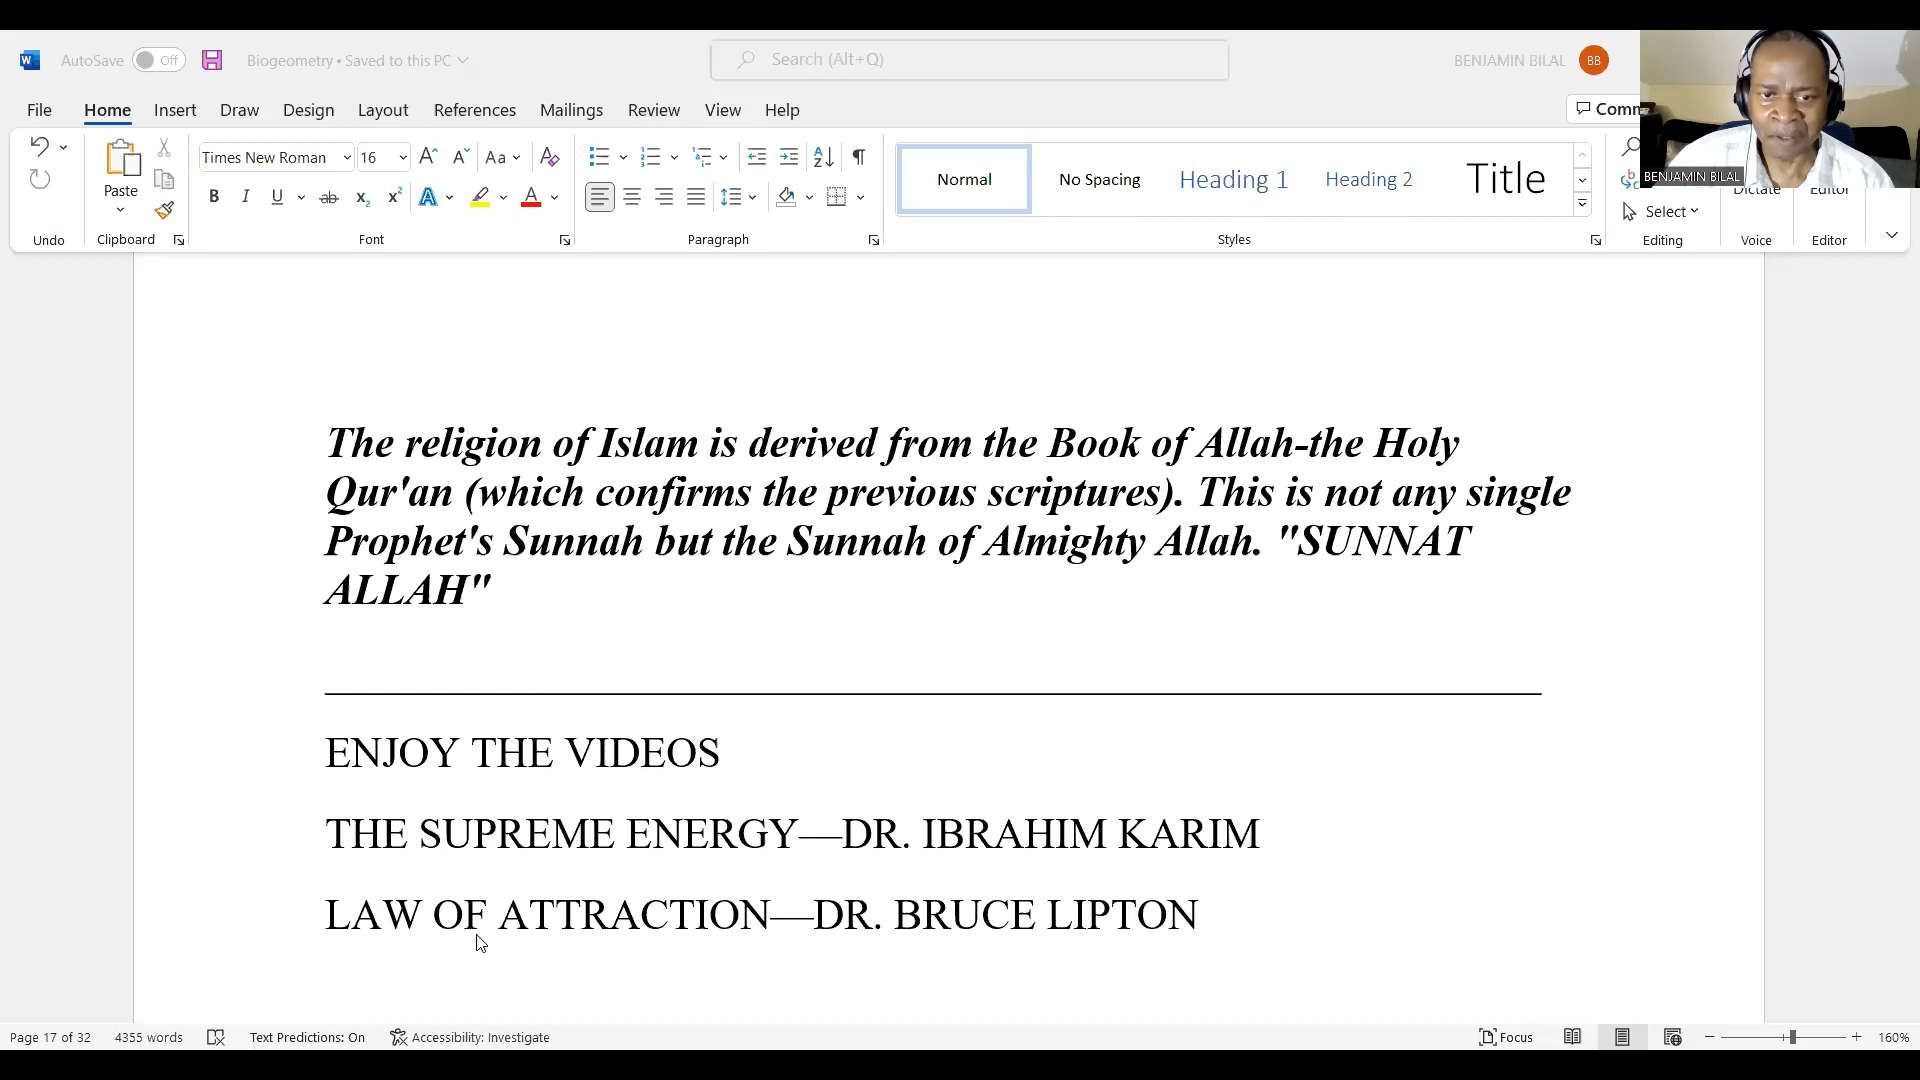 AutoSave Off Biogeometry • Saved to this PC Search (Alt+Q) BENJAMIN BILAL BB
File Home Insert Draw Design Layout References Mailings Review View Help
Times New Roman 16 Aa
Paste
Normal No Spacing Heading 1 Heading 2 Title
BENJAMIN BILAL
Dictate Editor
Select
Undo Clipboard Font Paragraph Styles Editing Voice Editor
The religion of Islam is derived from the Book of Allah-the Holy
Qur'an (which confirms the previous scriptures). This is not any single
Prophet's Sunnah but the Sunnah of Almighty Allah. "SUNNAT
ALLAH"
ENJOY THE VIDEOS
THE SUPREME ENERGY—DR. IBRAHIM KARIM
LAW OF ATTRACTION—DR. BRUCE LIPTON
Page 17 of 32 4355 words Text Predictions: On Accessibility: Investigate Focus 160%